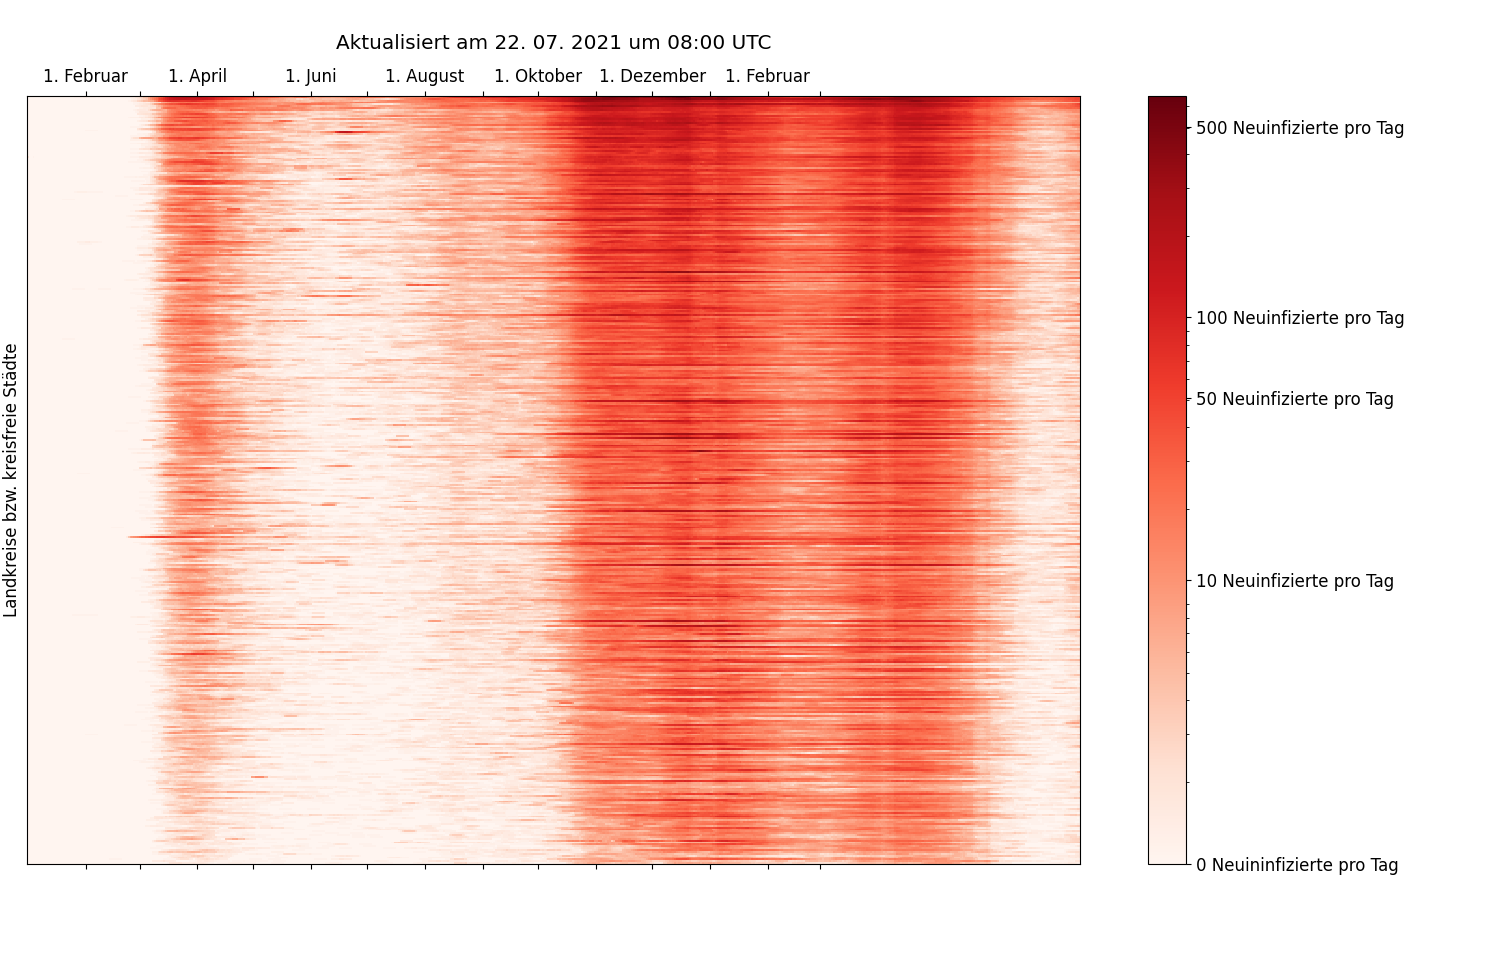 Aktualisiert am 22. 07. 2021 um 08:00 UTC
1. Februar
1. April
1. Juni
1. August
1. Oktober
1. Dezember
1. Februar
Landkreise bzw. kreisfreie Städte
500 Neuinfizierte pro Tag
100 Neuinfizierte pro Tag
50 Neuinfizierte pro Tag
10 Neuinfizierte pro Tag
0 Neuininfizierte pro Tag